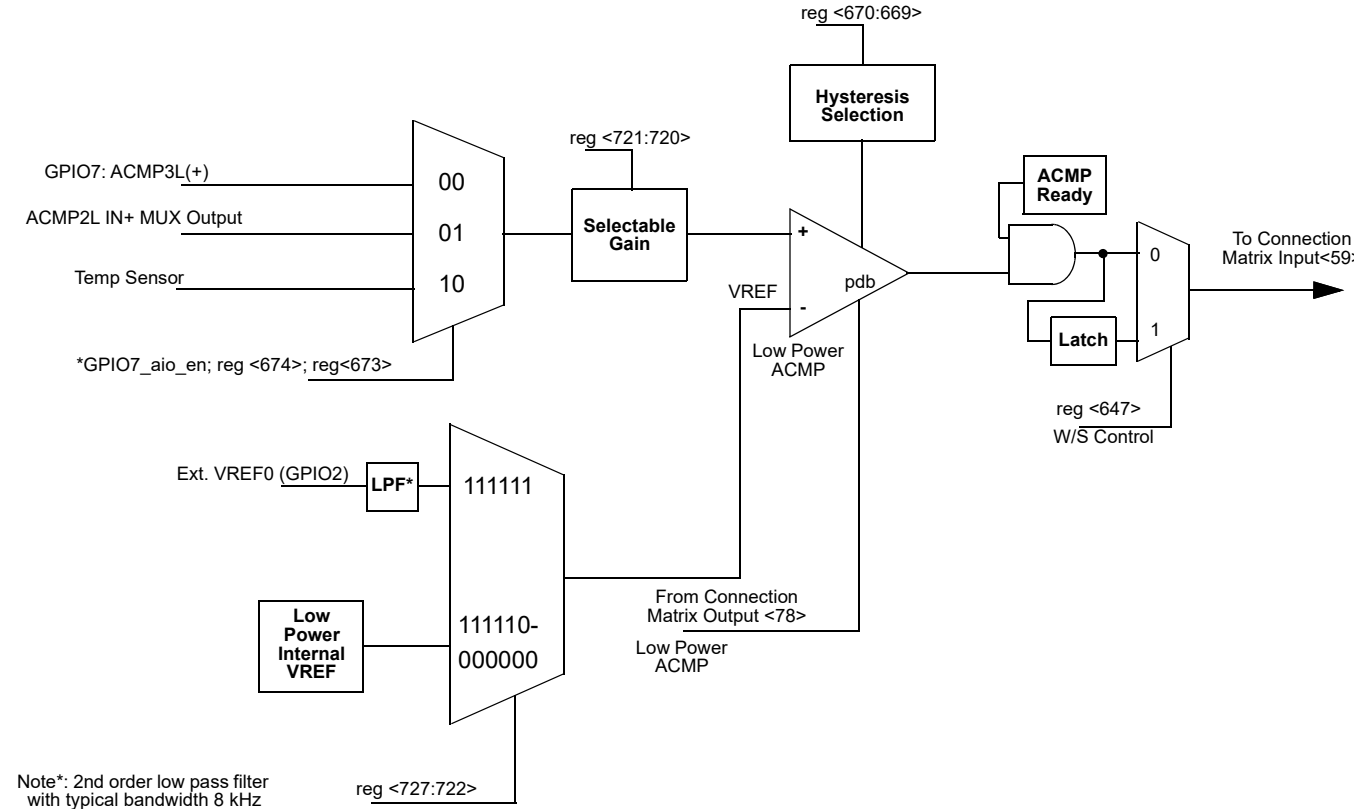 reg <670:669>
Hysteresis
Selection
reg <721:720>
GPIO7: ACMP3L(+)
00
ACMP2L IN+ MUX Output
01
Temp Sensor
10
Selectable
Gain
*GPIO7_aio_en; reg <674>; reg<673>
+
VREF
-
pdb
Low Power
ACMP
ACMP
Ready
0
To Connection
Matrix Input<59>
Latch
1
reg <647>
W/S Control
Ext. VREF0 (GPIO2)
LPF*
111111
Low
Power
Internal
VREF
111110-
000000
From Connection
Matrix Output <78>
Low Power
ACMP
Note*: 2nd order low pass filter
with typical bandwidth 8 kHz
reg <727:722>